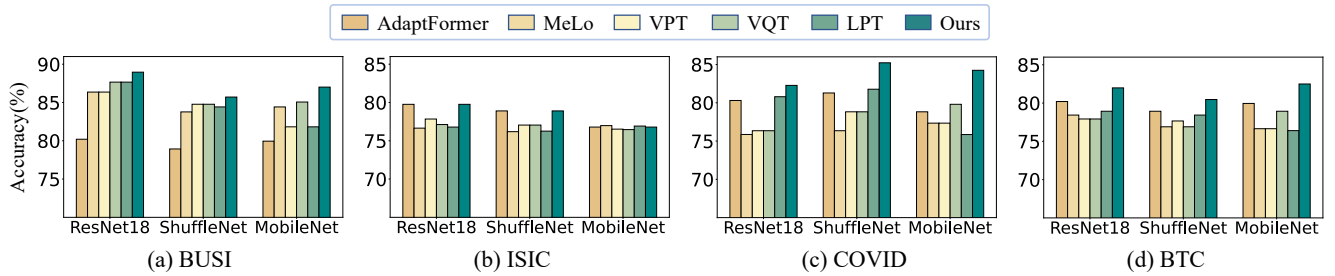 AdaptFormer MeLo VPT VQT LPT Ours
Accuracy(%)
90
85
80
75
ResNet18 ShuffleNet MobileNet
(a) BUSI
85
80
75
70
ResNet18 ShuffleNet MobileNet
(b) ISIC
85
80
75
70
ResNet18 ShuffleNet MobileNet
(c) COVID
85
80
75
70
ResNet18 ShuffleNet MobileNet
(d) BTC